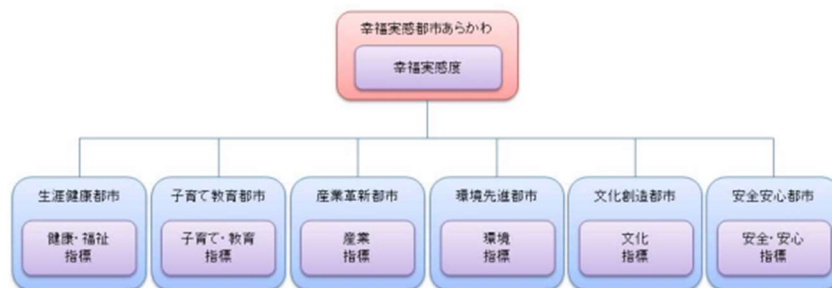 幸福実感都市あらかわ
幸福実感度
生涯健康都市
健康・福祉
指標
子育て教育都市
子育て・教育
指標
産業革新都市
産業
指標
環境先進都市
環境
指標
文化創造都市
文化
指標
安全安心都市
安全・安心
指標